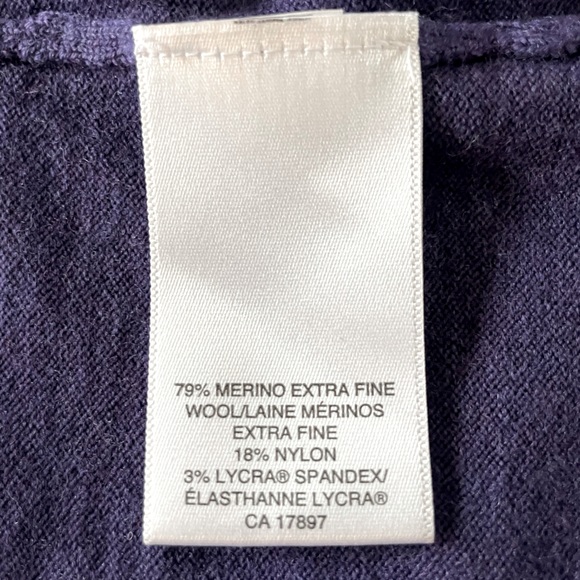 79% MERINO EXTRA FINE
WOOL/LAINE MÉRINOS
EXTRA FINE
18% NYLON
3% LYCRA® SPANDEX/
ÉLASTHANNE LYCRA®
CA 17897